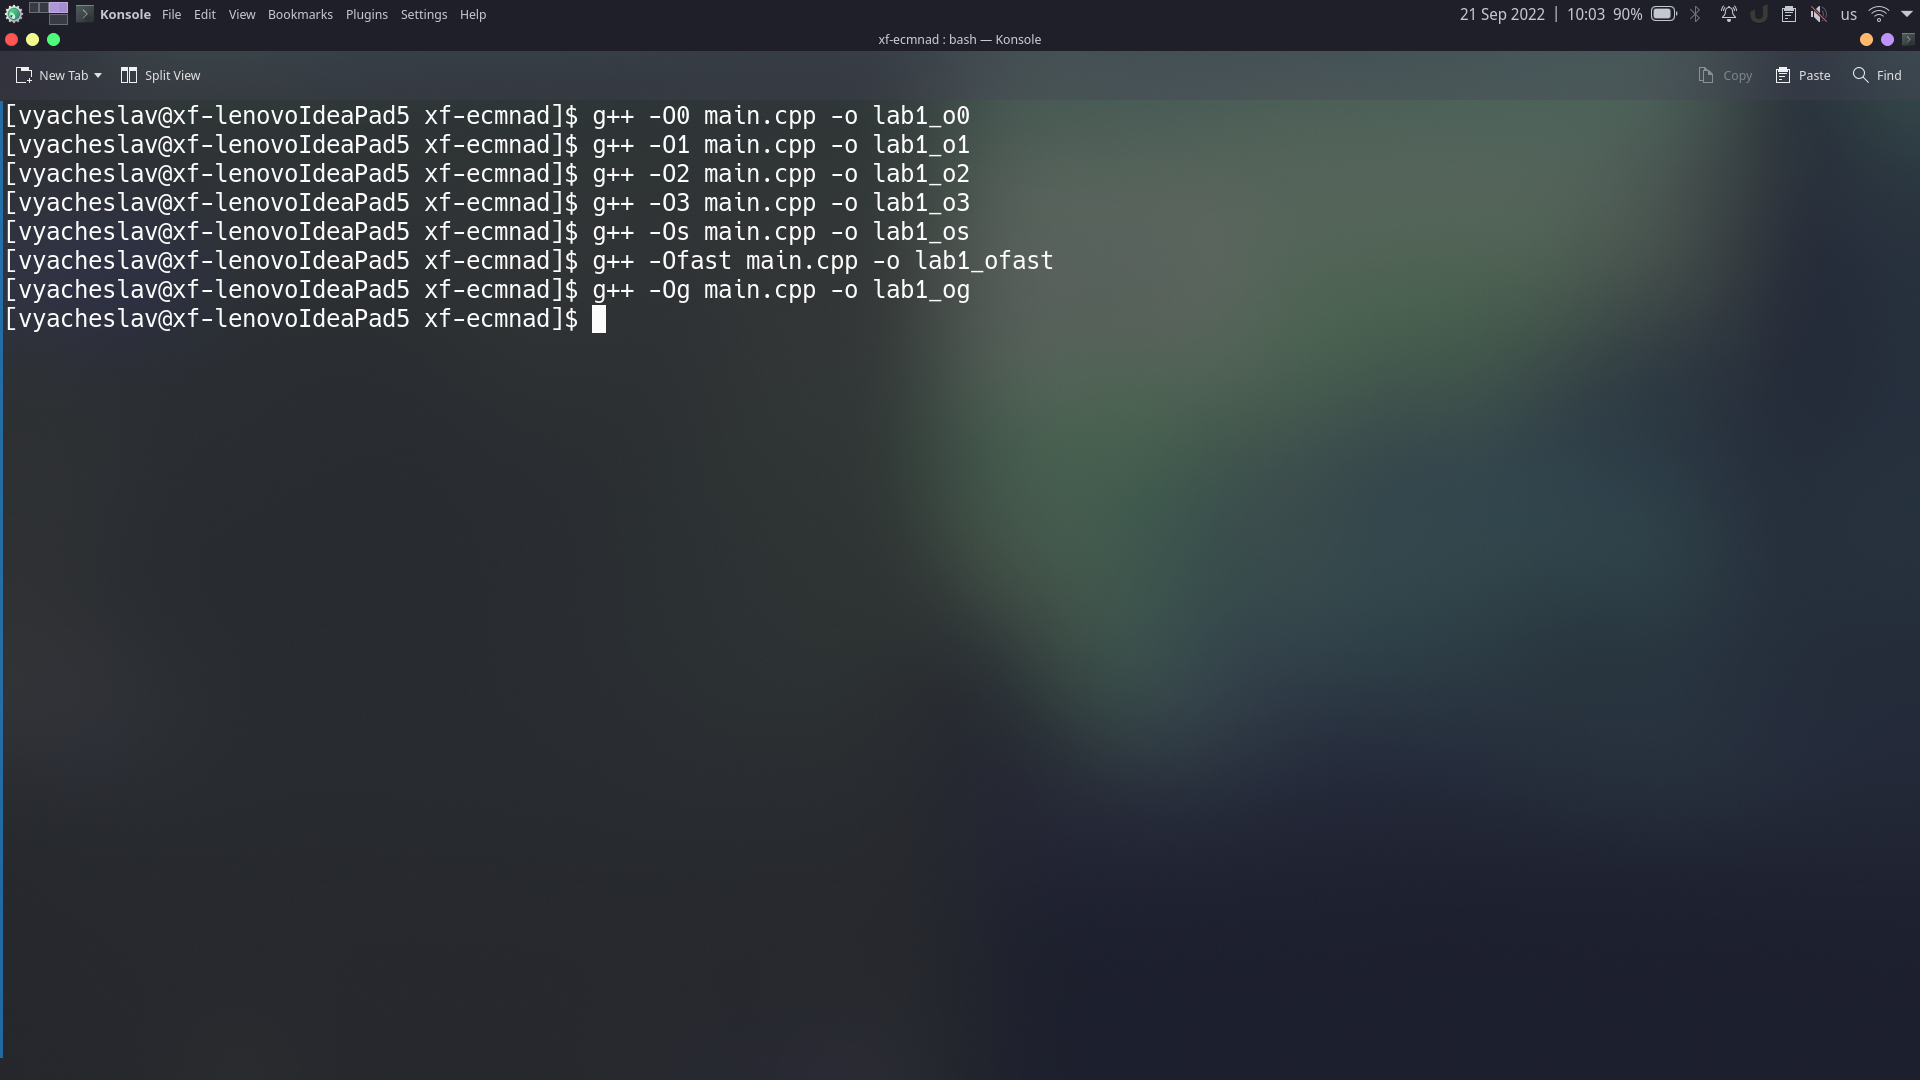 Konsole File Edit View Bookmarks Plugins Settings Help 21 Sep 2022 | 10:03 90% us
xf-ecmnad : bash — Konsole
New Tab Split View Copy Paste Find
[vyacheslav@xf-lenovoIdeaPad5 xf-ecmnad]$ g++ -O0 main.cpp -o lab1_o0
[vyacheslav@xf-lenovoIdeaPad5 xf-ecmnad]$ g++ -O1 main.cpp -o lab1_o1
[vyacheslav@xf-lenovoIdeaPad5 xf-ecmnad]$ g++ -O2 main.cpp -o lab1_o2
[vyacheslav@xf-lenovoIdeaPad5 xf-ecmnad]$ g++ -O3 main.cpp -o lab1_o3
[vyacheslav@xf-lenovoIdeaPad5 xf-ecmnad]$ g++ -Os main.cpp -o lab1_os
[vyacheslav@xf-lenovoIdeaPad5 xf-ecmnad]$ g++ -Ofast main.cpp -o lab1_ofast
[vyacheslav@xf-lenovoIdeaPad5 xf-ecmnad]$ g++ -Og main.cpp -o lab1_og
[vyacheslav@xf-lenovoIdeaPad5 xf-ecmnad]$